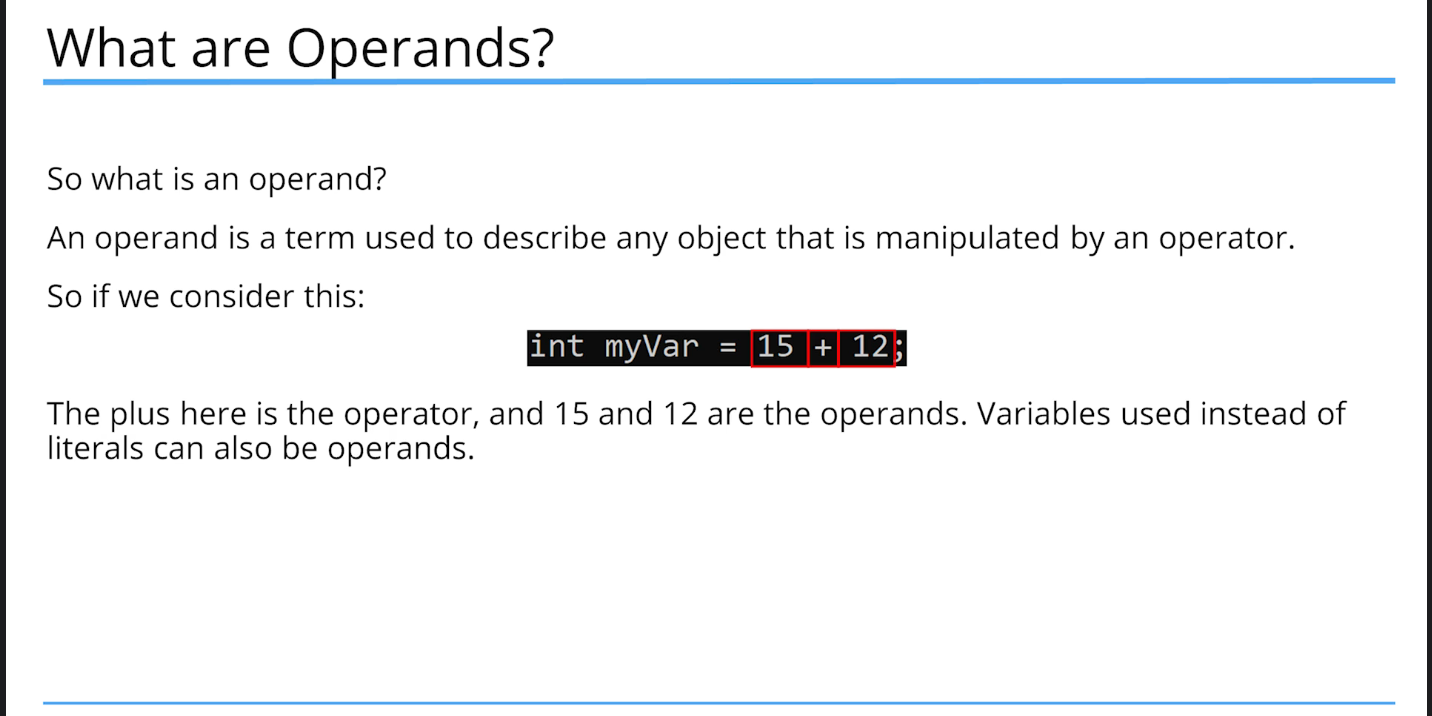 What are Operands?
So what is an operand?
An operand is a term used to describe any object that is manipulated by an operator.
So if we consider this:
int myVar = 15 + 12;
The plus here is the operator, and 15 and 12 are the operands. Variables used instead of
literals can also be operands.